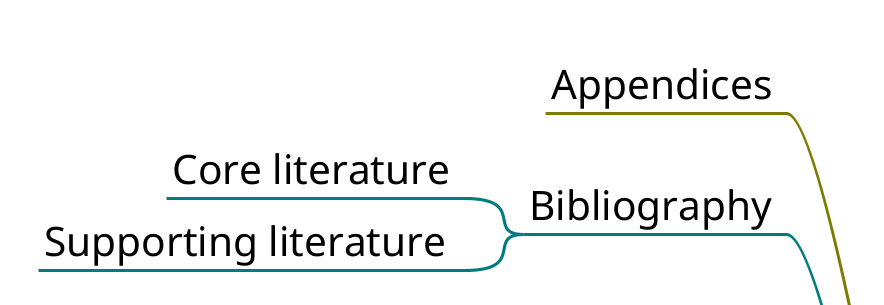 Appendices
Core literature
Bibliography
Supporting literature